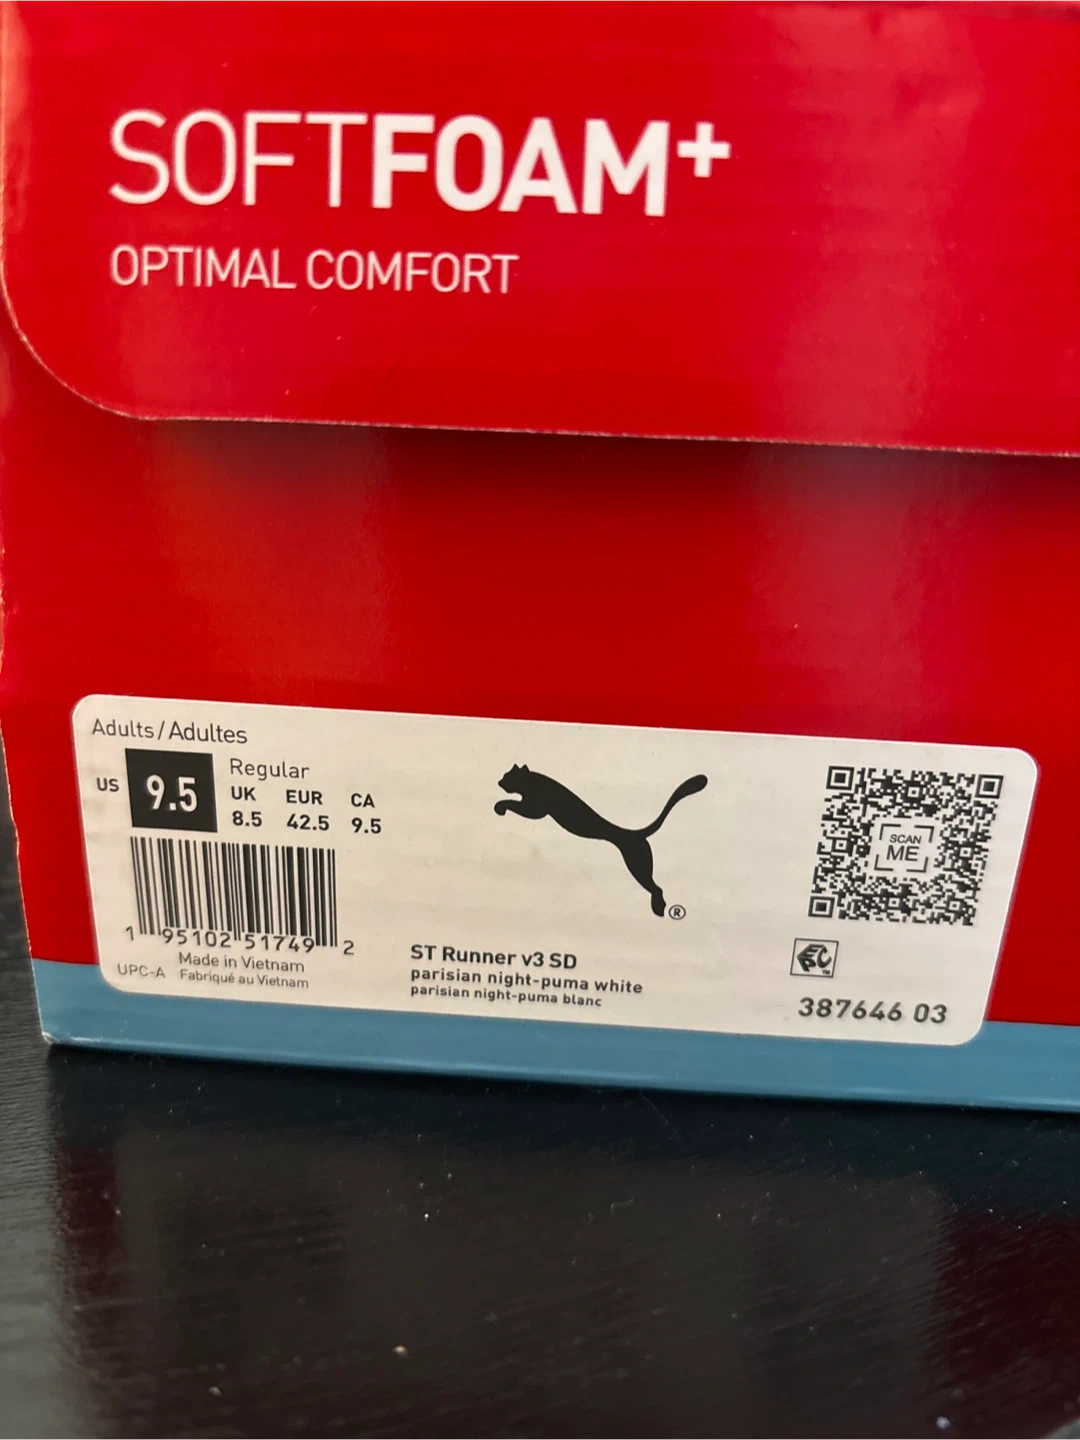 SOFTFOAM+
OPTIMAL COMFORT
Adults/Adultes
US 9.5
Regular
UK EUR CA
8.5 42.5 9.5
1 95102 51749 2
UPC-A
Made in Vietnam
Fabriqué au Vietnam
®
ST Runner v3 SD
parisian night-puma white
parisian night-puma blanc
SCAN
ME
EPC™
387646 03